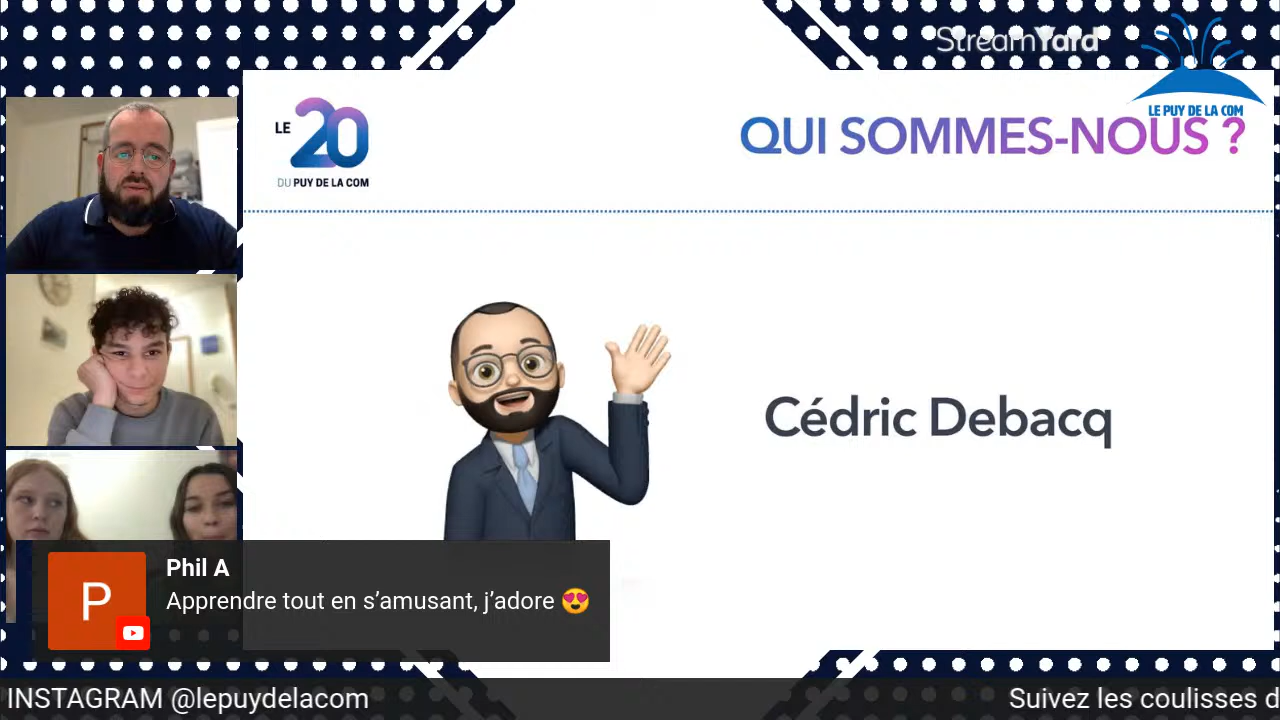 StreamYard
LE PUY DE LA COM
LE 20
DU PUY DE LA COM
QUI SOMMES-NOUS ?
Cédric Debacq
P
Phil A
Apprendre tout en s’amusant, j’adore 😍
INSTAGRAM @lepuydelacom
Suivez les coulisses d